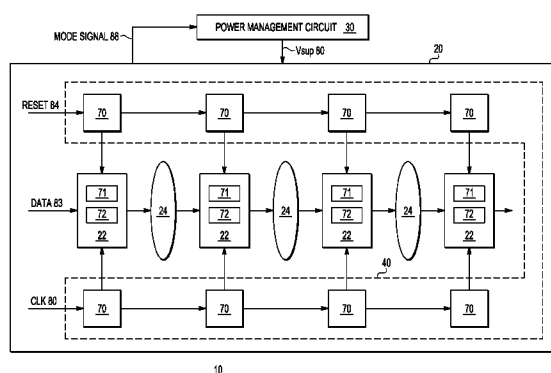 POWER MANAGEMENT CIRCUIT 30
MODE SIGNAL 88
Vsup 60
20
RESET 84
70 70 70 70
71 71 71 71
DATA 83
72 24 72 24 72 24 72
22 22 22 22
40
CLK 80
70 70 70 70
10